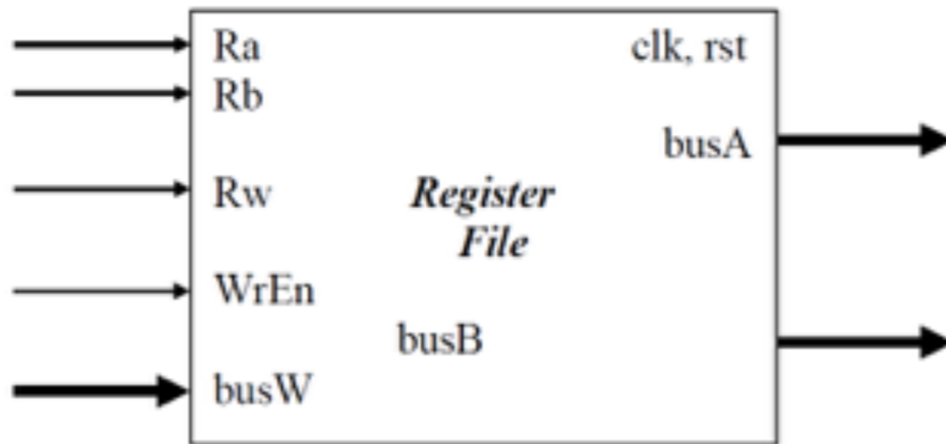 Ra
clk, rst
Rb
busA
Rw
Register
File
WrEn
busB
busW